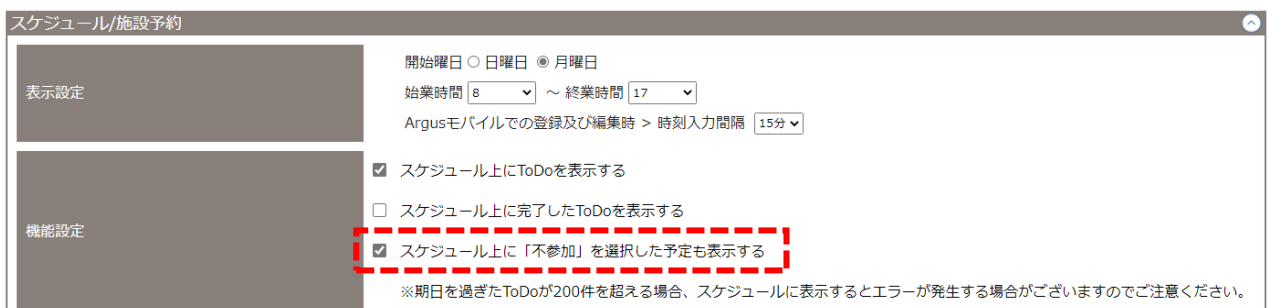 スケジュール/施設予約
表示設定
開始曜日 日曜日 月曜日
始業時間 8 ～ 終業時間 17
Argusモバイルでの登録及び編集時 > 時刻入力間隔 15分
機能設定
スケジュール上にToDoを表示する
スケジュール上に完了したToDoを表示する
スケジュール上に「不参加」を選択した予定も表示する
※期日を過ぎたToDoが200件を超える場合、スケジュールに表示するとエラーが発生する場合がございますのでご注意ください。